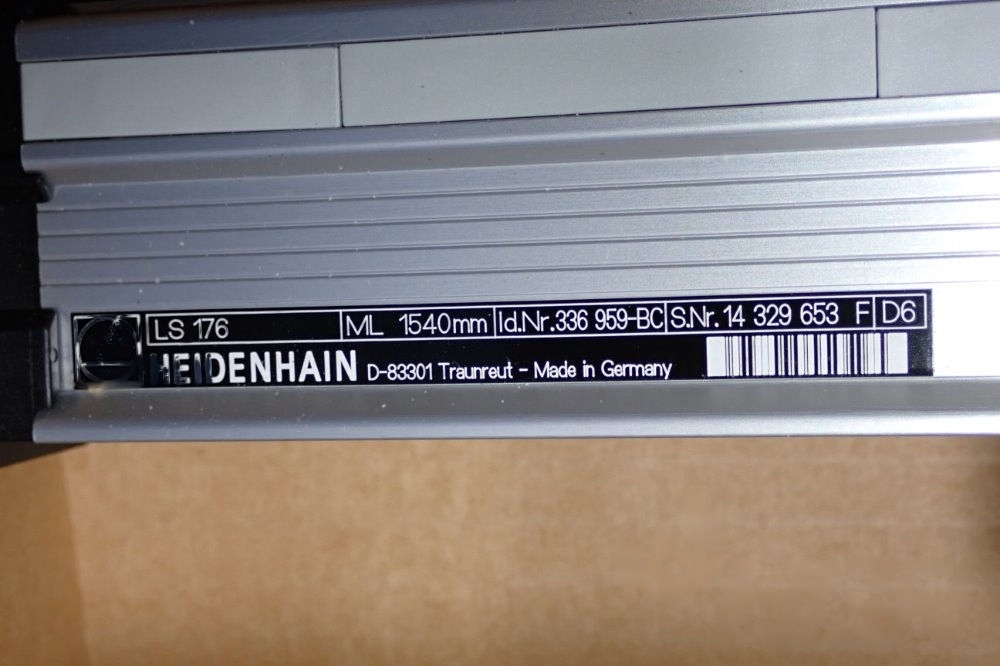 LS 176 ML 1540mm Id.Nr.336 959-BC S.Nr.14 329 653 F D6
HEIDENHAIN D-83301 Traunreut - Made in Germany